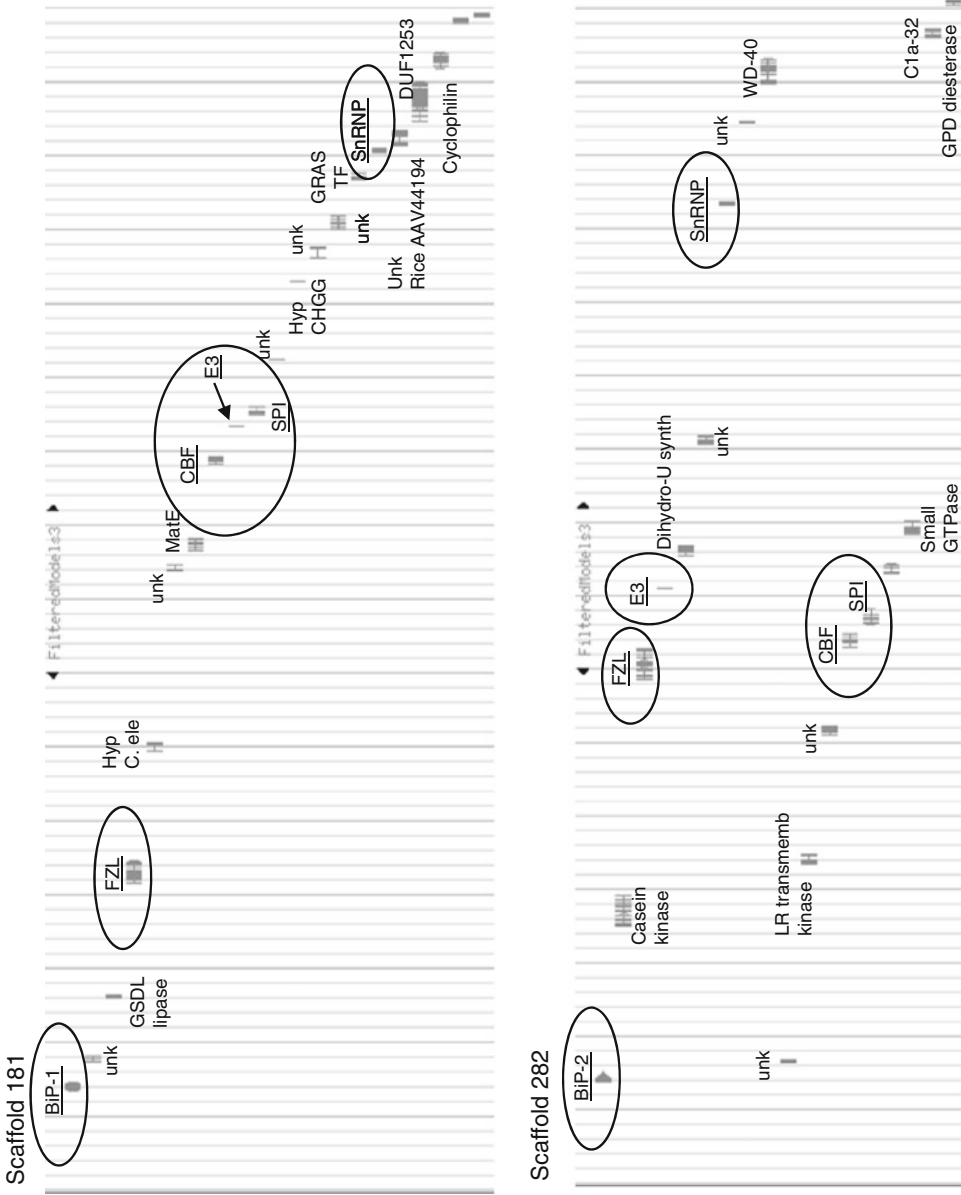 Scaffold 181
FilteredModels3
BiP-1
unk
GSDL
lipase
FZL
Hyp
C. ele
unk
MatE
CBF
E3
SPI
unk
Hyp
CHGG
unk
unk
GRAS
TF
SnRNP
Unk
Rice AAV44194
Cyclophilin
DUF1253
Scaffold 282
FilteredModels3
BiP-2
unk
Casein
kinase
LR transmemb
kinase
unk
FZL
E3
Dihydro-U synth
CBF
SPI
Small
GTPase
unk
SnRNP
unk
WD-40
C1a-32
GPD diesterase